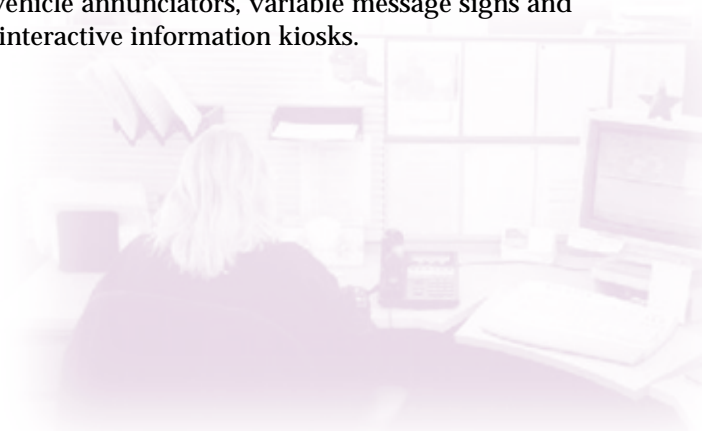 vehicle annunciators, variable message signs and
interactive information kiosks.